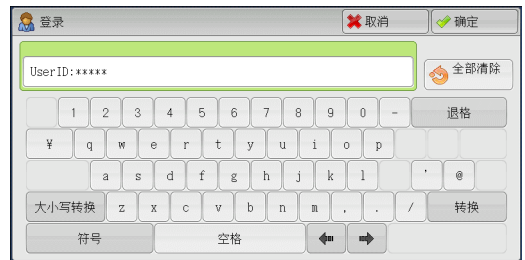 登录 取消 确定
UserID:*****
全部清除
1 2 3 4 5 6 7 8 9 0 - 退格
¥ q w e r t y u i o p
a s d f g h j k l ' @
大小写转换 z x c v b n m , . / 转换
符号 空格